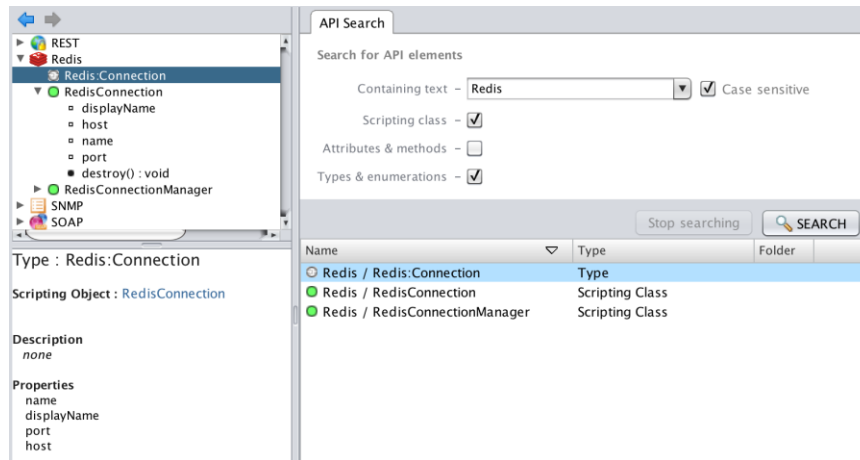 REST
Redis
Redis:Connection
RedisConnection
displayName
host
name
port
destroy() : void
RedisConnectionManager
SNMP
SOAP
Type : Redis:Connection
Scripting Object : RedisConnection
Description
none
Properties
name
displayName
port
host
API Search
Search for API elements
Containing text – Redis Case sensitive
Scripting class –
Attributes & methods –
Types & enumerations –
Stop searching SEARCH
Name Type Folder
Redis / Redis:Connection Type
Redis / RedisConnection Scripting Class
Redis / RedisConnectionManager Scripting Class